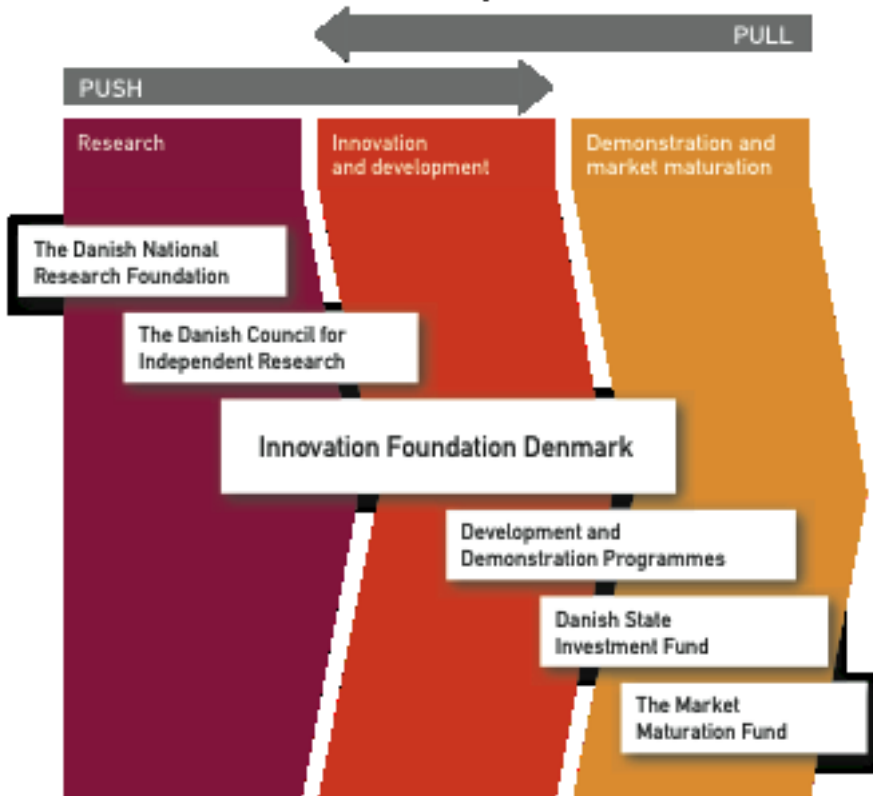 PULL
PUSH
Research
Innovation
and development
Demonstration and
market maturation
The Danish National
Research Foundation
The Danish Council for
Independent Research
Innovation Foundation Denmark
Development and
Demonstration Programmes
Danish State
Investment Fund
The Market
Maturation Fund